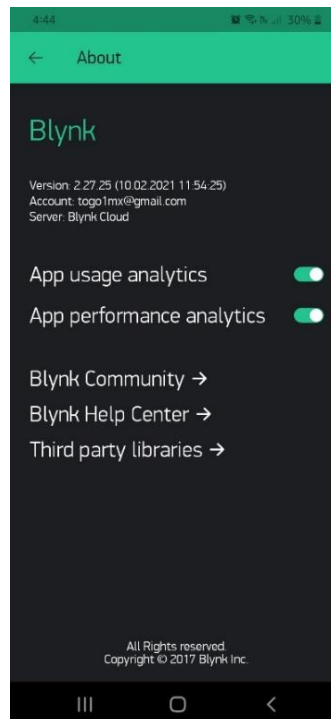 4:44
30%
← About
Blynk
Version: 2.27.25 (10.02.2021 11:54:25)
Account: togo1mx@gmail.com
Server: Blynk Cloud
App usage analytics
App performance analytics
Blynk Community →
Blynk Help Center →
Third party libraries →
All Rights reserved.
Copyright © 2017 Blynk Inc.